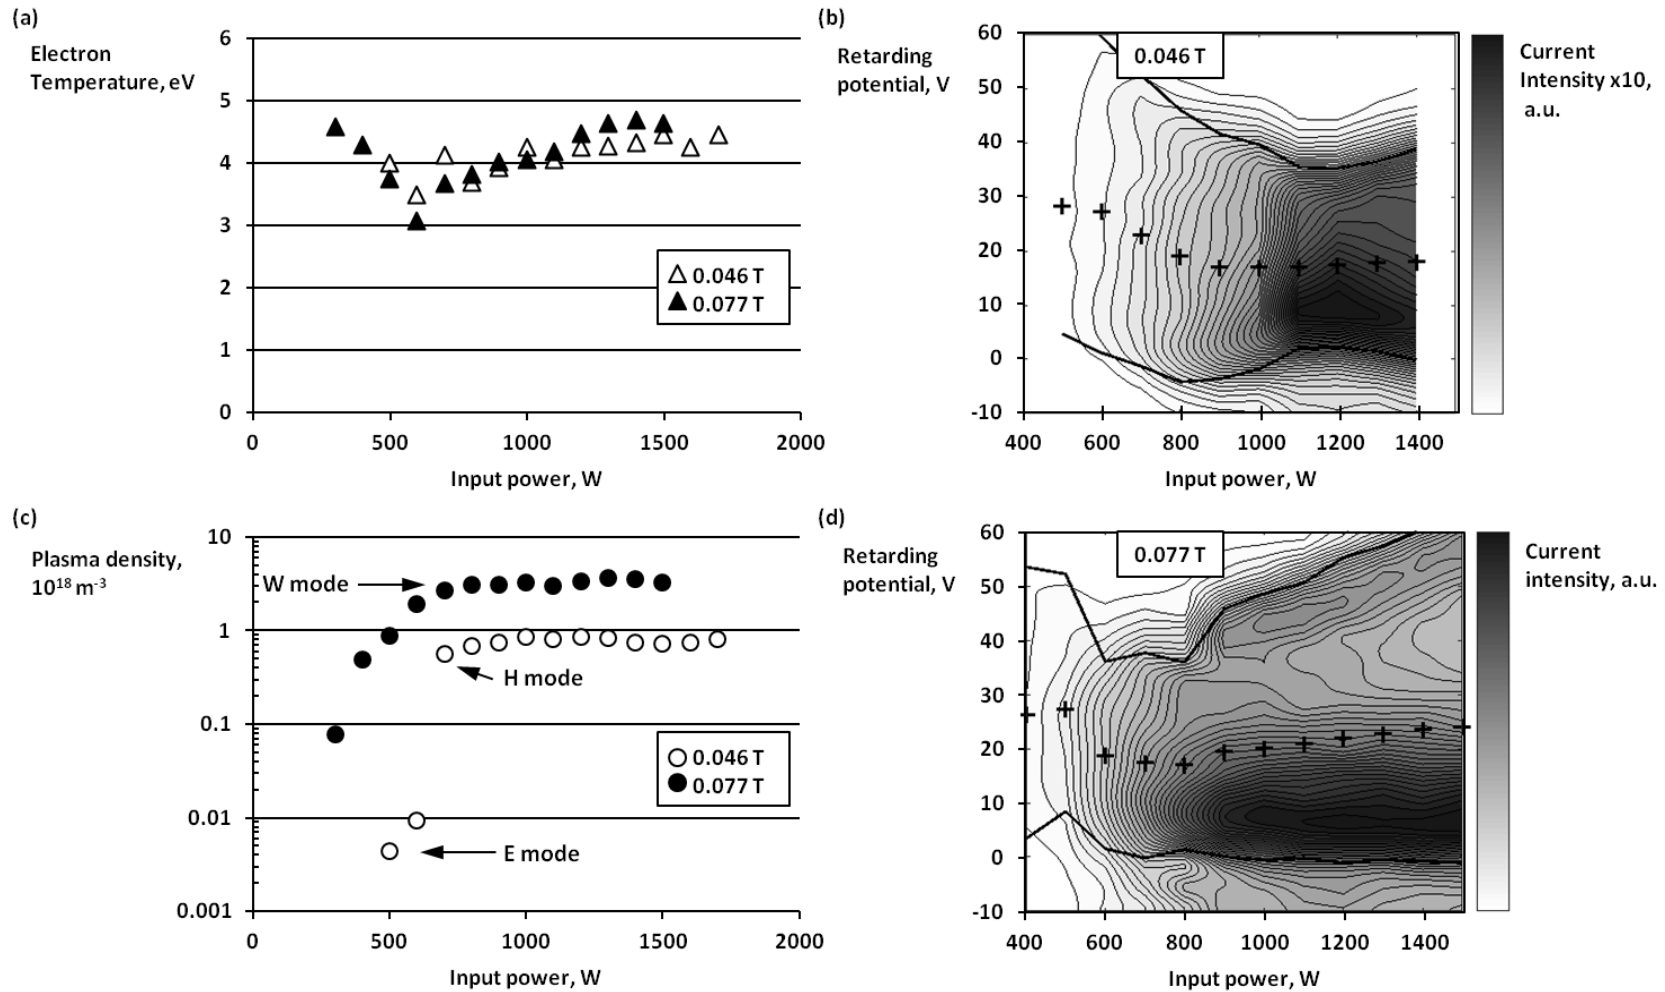 (a)
Electron
Temperature, eV
6
5
4
3
2
1
0
0 500 1000 1500 2000
Input power, W
0.046 T
0.077 T
(b)
Retarding
potential, V
60
50
40
30
20
10
0
-10
400 600 800 1000 1200 1400
Input power, W
0.046 T
Current
Intensity x10,
a.u.
(c)
Plasma density,
10¹⁸ m⁻³
10
1
0.1
0.01
0.001
0 500 1000 1500 2000
Input power, W
W mode
H mode
E mode
0.046 T
0.077 T
(d)
Retarding
potential, V
60
50
40
30
20
10
0
-10
400 600 800 1000 1200 1400
Input power, W
0.077 T
Current
intensity, a.u.